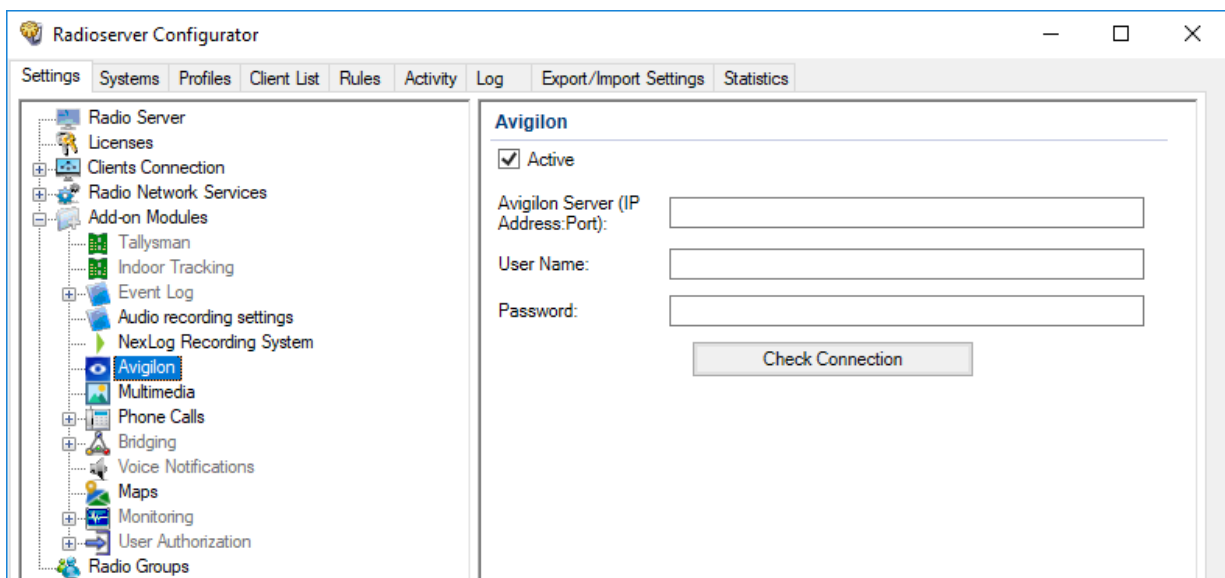 Radioserver Configurator
Settings Systems Profiles Client List Rules Activity Log Export/Import Settings Statistics
Radio Server
Licenses
Clients Connection
Radio Network Services
Add-on Modules
Tallysman
Indoor Tracking
Event Log
Audio recording settings
NexLog Recording System
Avigilon
Multimedia
Phone Calls
Bridging
Voice Notifications
Maps
Monitoring
User Authorization
Radio Groups
Avigilon
Active
Avigilon Server (IP
Address:Port):
User Name:
Password:
Check Connection